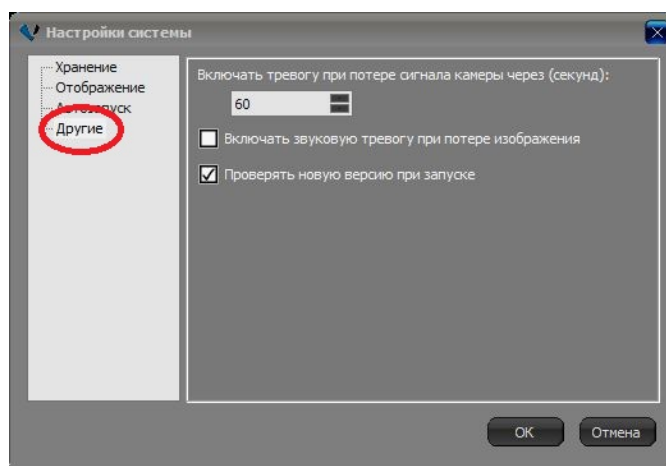 Настройки системы
Хранение
Отображение
Автозапуск
Другие
Включать тревогу при потере сигнала камеры через (секунд):
60
Включать звуковую тревогу при потере изображения
Проверять новую версию при запуске
OK
Отмена